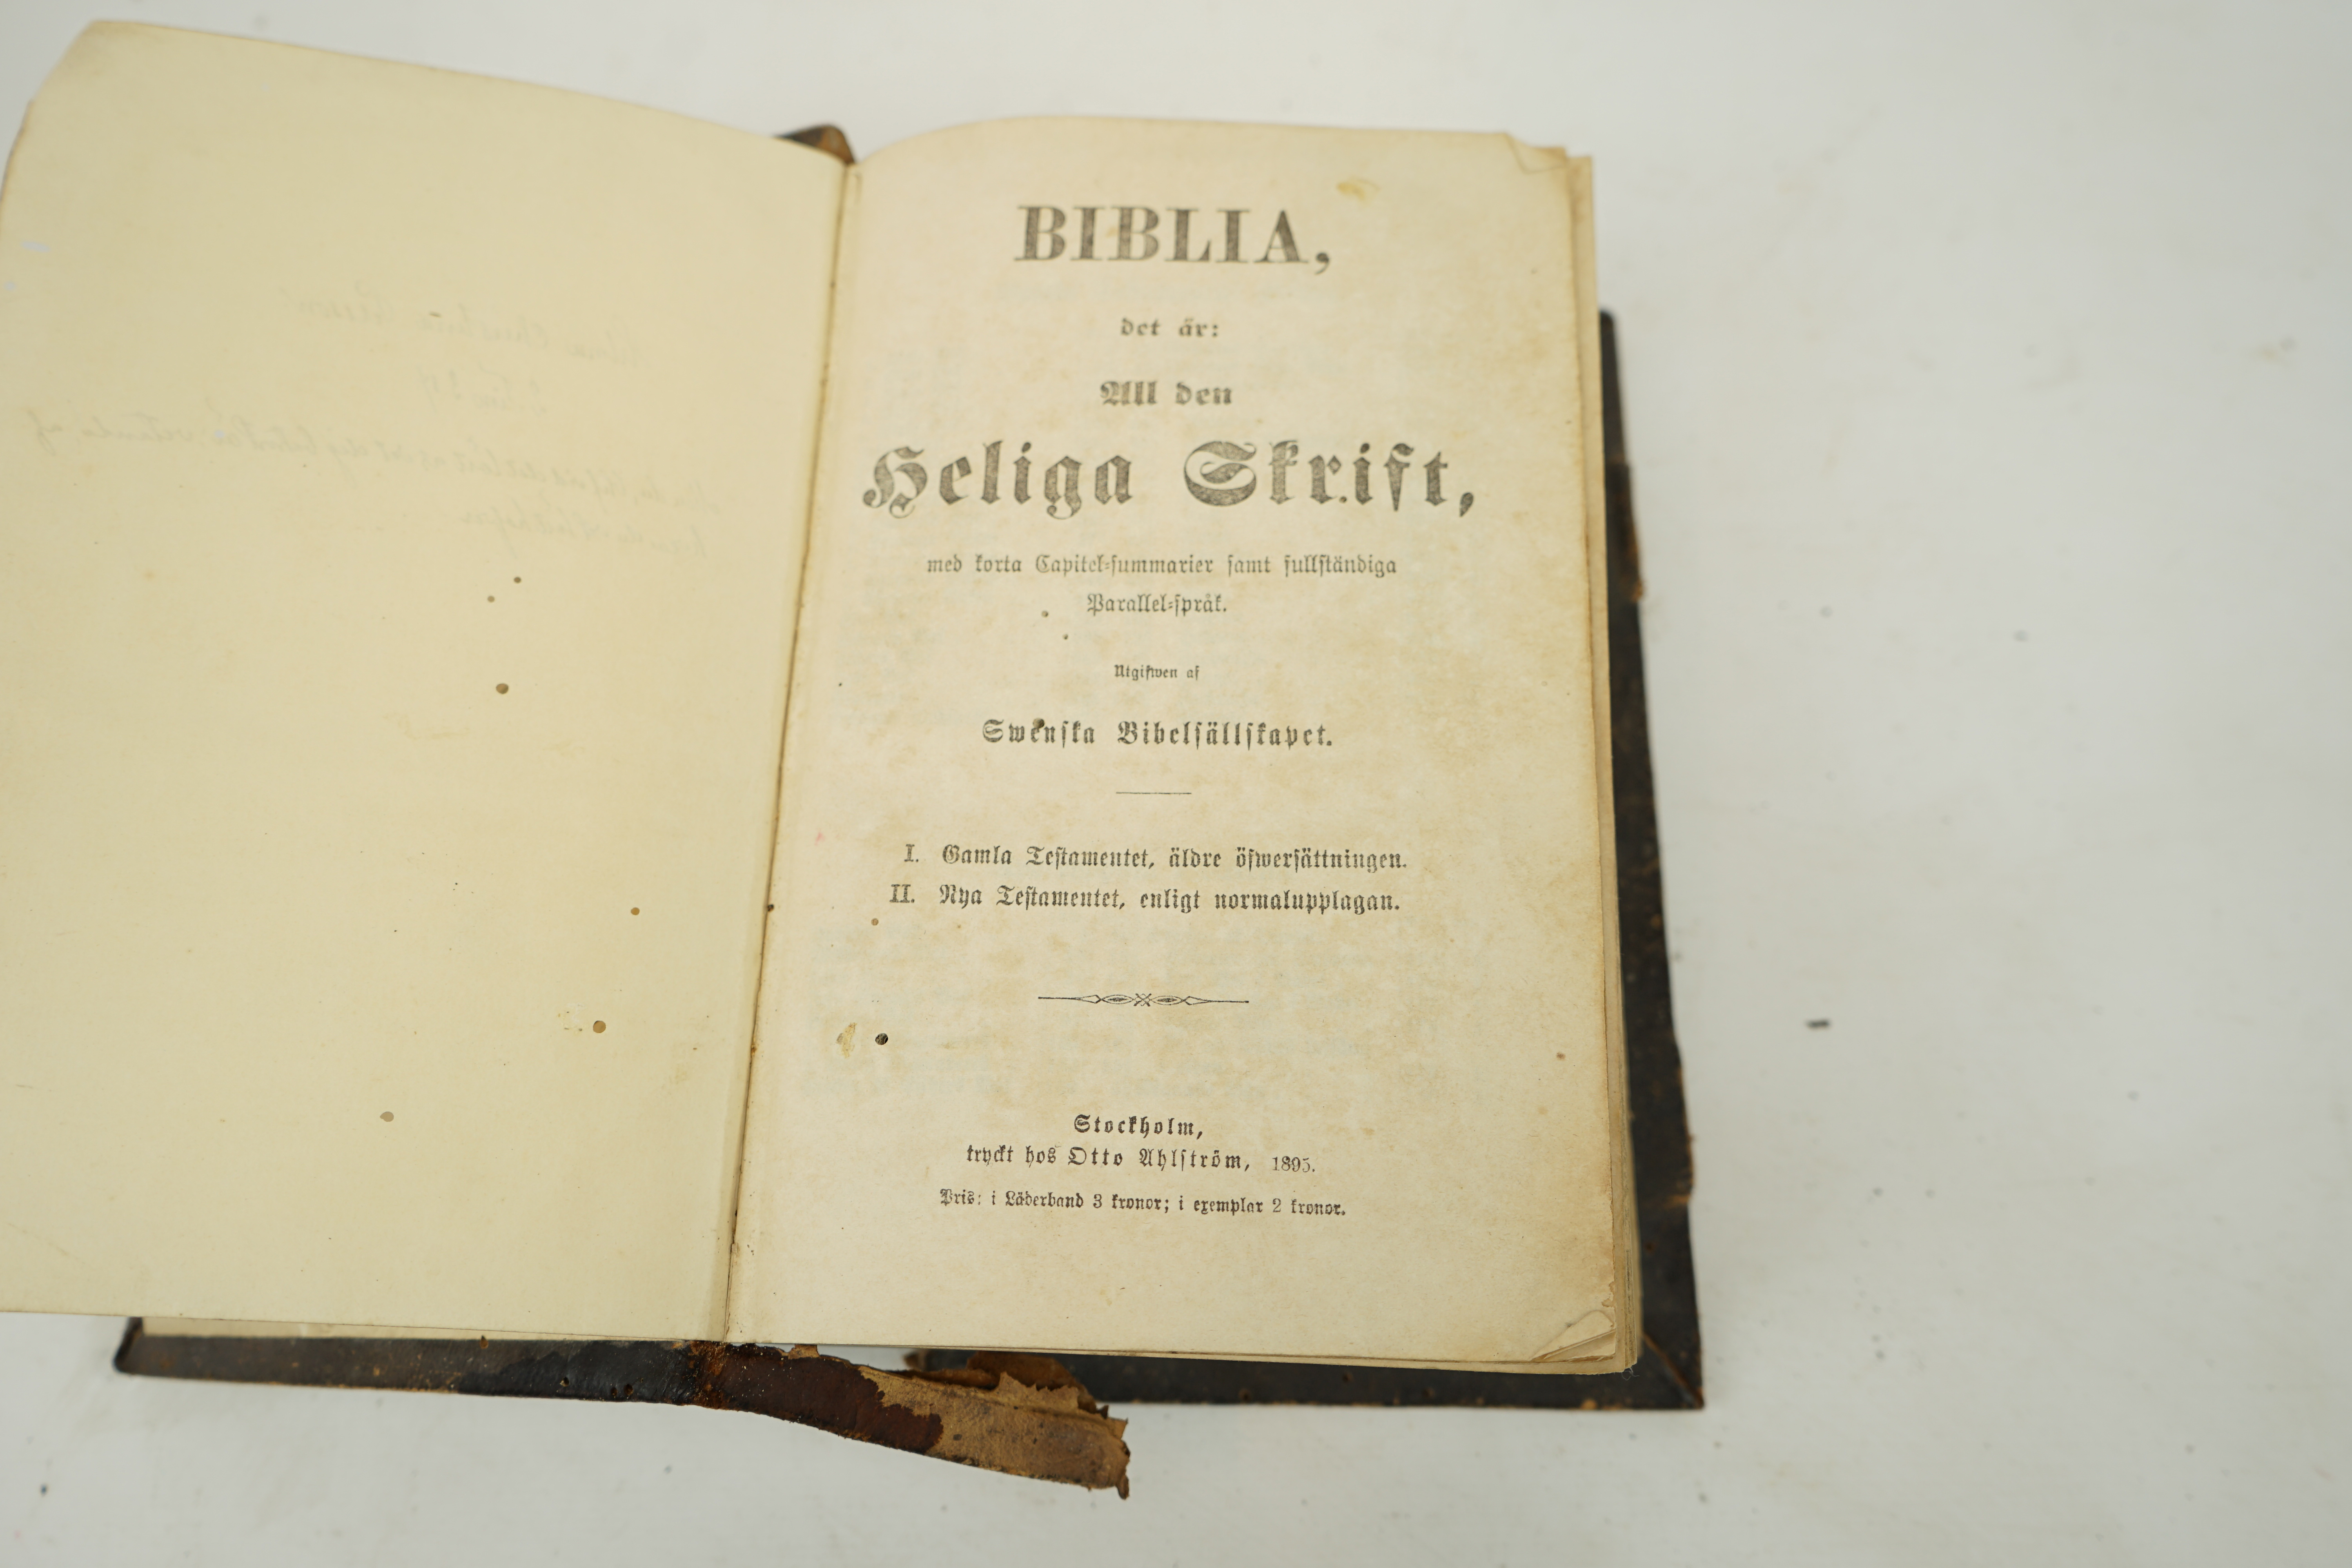 BIBLIA,
det är:
All den
Heliga Skrift,
med korta Capitel-summarier samt fullständiga
Parallel-språk.
Utgifwen af
Swenska Bibelsällskapet.
I. Gamla Testamentet, äldre öfwersättningen.
II. Nya Testamentet, enligt normalupplagan.
Stockholm,
tryckt hos Otto Ahlström, 1895.
Pris: i Läderband 3 kronor; i exemplar 2 kronor.